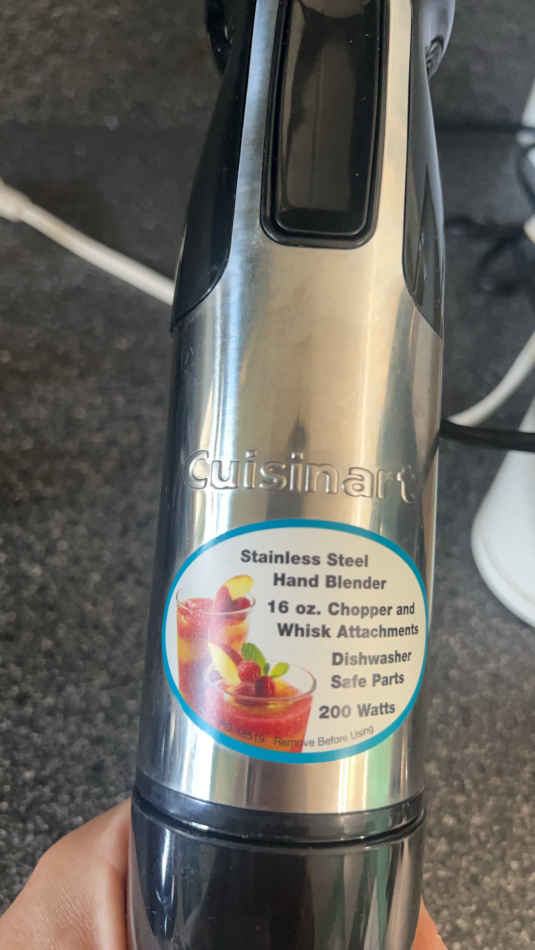 Cuisinart
Stainless Steel
Hand Blender
16 oz. Chopper and
Whisk Attachments
Dishwasher
Safe Parts
200 Watts
Remove Before Using